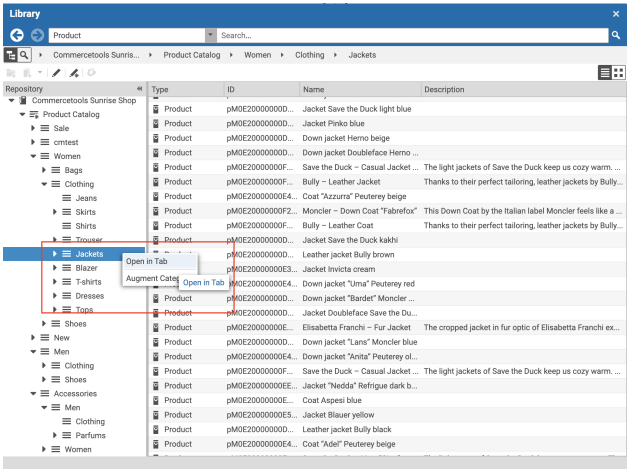 Library
Product
Search...
Commercetools Sunris...
Product Catalog
Women
Clothing
Jackets
Repository
Type
ID
Name
Description
Commercetools Sunrise Shop
Product Catalog
Sale
cmtest
Women
Bags
Clothing
Jeans
Skirts
Shirts
Trouser
Jackets
Blazer
T-shirts
Dresses
Tops
Shoes
New
Men
Clothing
Shoes
Accessories
Men
Clothing
Parfums
Women
Open in Tab
Augment Categ
Open in Tab
Product pM0E20000000D... Jacket Save the Duck light blue
Product pM0E20000000D... Jacket Pinko blue
Product pM0E20000000D... Down jacket Herno beige
Product pM0E20000000D... Down jacket Doubleface Herno ...
Product pM0E20000000F... Save the Duck – Casual Jacket ... The light jackets of Save the Duck keep us cozy warm. ...
Product pM0E20000000F... Bully – Leather Jacket Thanks to their perfect tailoring, leather jackets by Bully...
Product pM0E20000000E4... Coat "Azzurra" Peuterey beige
Product pM0E20000000F2... Moncler – Down Coat "Fabrefox" This Down Coat by the Italian label Moncler feels like a ...
Product pM0E20000000F... Bully – Leather Coat Thanks to their perfect tailoring, leather jackets by Bully...
Product pM0E20000000D... Jacket Save the Duck kakhi
pM0E20000000D... Leather jacket Bully brown
pM0E20000000E3... Jacket Invicta cream
pM0E20000000E4... Down jacket "Uma" Peuterey red
Product pM0E20000000D... Down jacket "Bardet" Moncler ...
Product pM0E20000000D... Jacket Doubleface Save the Du...
Product pM0E20000000E... Elisabetta Franchi – Fur Jacket The cropped jacket in fur optic of Elisabetta Franchi ex...
Product pM0E20000000D... Down jacket "Lans" Moncler blue
Product pM0E20000000E4... Down jacket "Anita" Peuterey ol...
Product pM0E20000000F... Save the Duck – Casual Jacket ... The light jackets of Save the Duck keep us cozy warm. ...
Product pM0E20000000EE... Jacket "Nedda" Refrigue dark b...
Product pM0E20000000E... Coat Aspesi blue
Product pM0E20000000E5... Jacket Blauer yellow
Product pM0E20000000D... Leather jacket Bully black
Product pM0E20000000E4... Coat "Adel" Peuterey beige